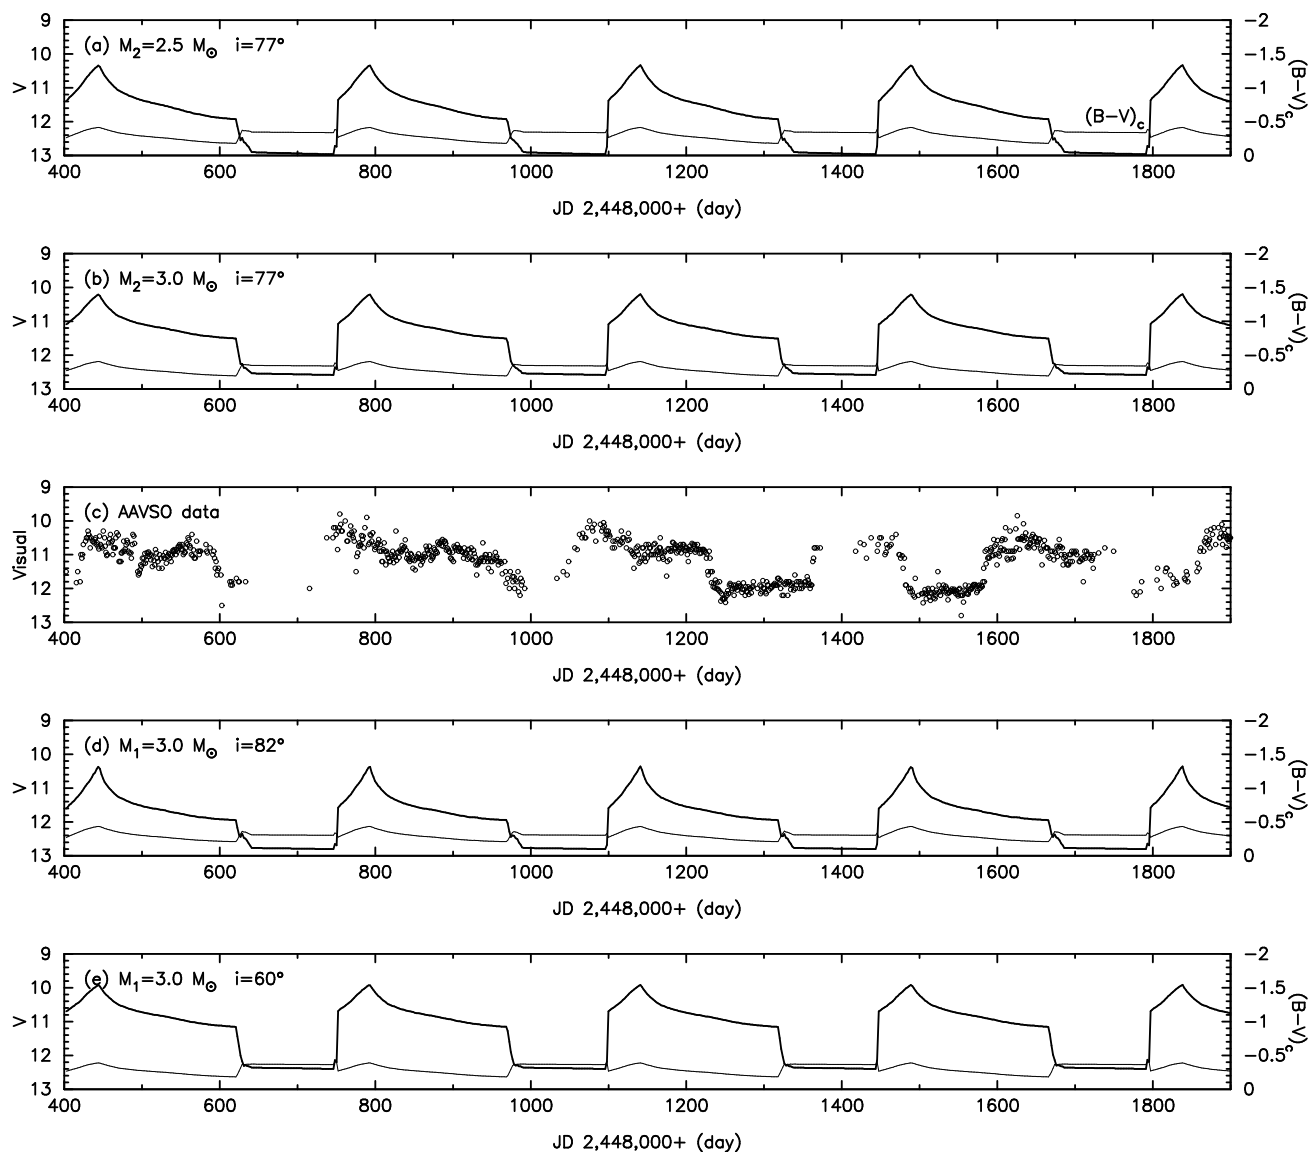 (a) M₂=2.5 M☉ i=77°
9
10
11
12
13
V
-2
-1.5
-1
-0.5
0
(B-V)c
(B-V)c
400 600 800 1000 1200 1400 1600 1800
JD 2,448,000+ (day)
(b) M₂=3.0 M☉ i=77°
9
10
11
12
13
V
-2
-1.5
-1
-0.5
0
(B-V)c
400 600 800 1000 1200 1400 1600 1800
JD 2,448,000+ (day)
(c) AAVSO data
9
10
11
12
13
Visual
400 600 800 1000 1200 1400 1600 1800
JD 2,448,000+ (day)
(d) M₁=3.0 M☉ i=82°
9
10
11
12
13
V
-2
-1.5
-1
-0.5
0
(B-V)c
400 600 800 1000 1200 1400 1600 1800
JD 2,448,000+ (day)
(e) M₁=3.0 M☉ i=60°
9
10
11
12
13
V
-2
-1.5
-1
-0.5
0
(B-V)c
400 600 800 1000 1200 1400 1600 1800
JD 2,448,000+ (day)